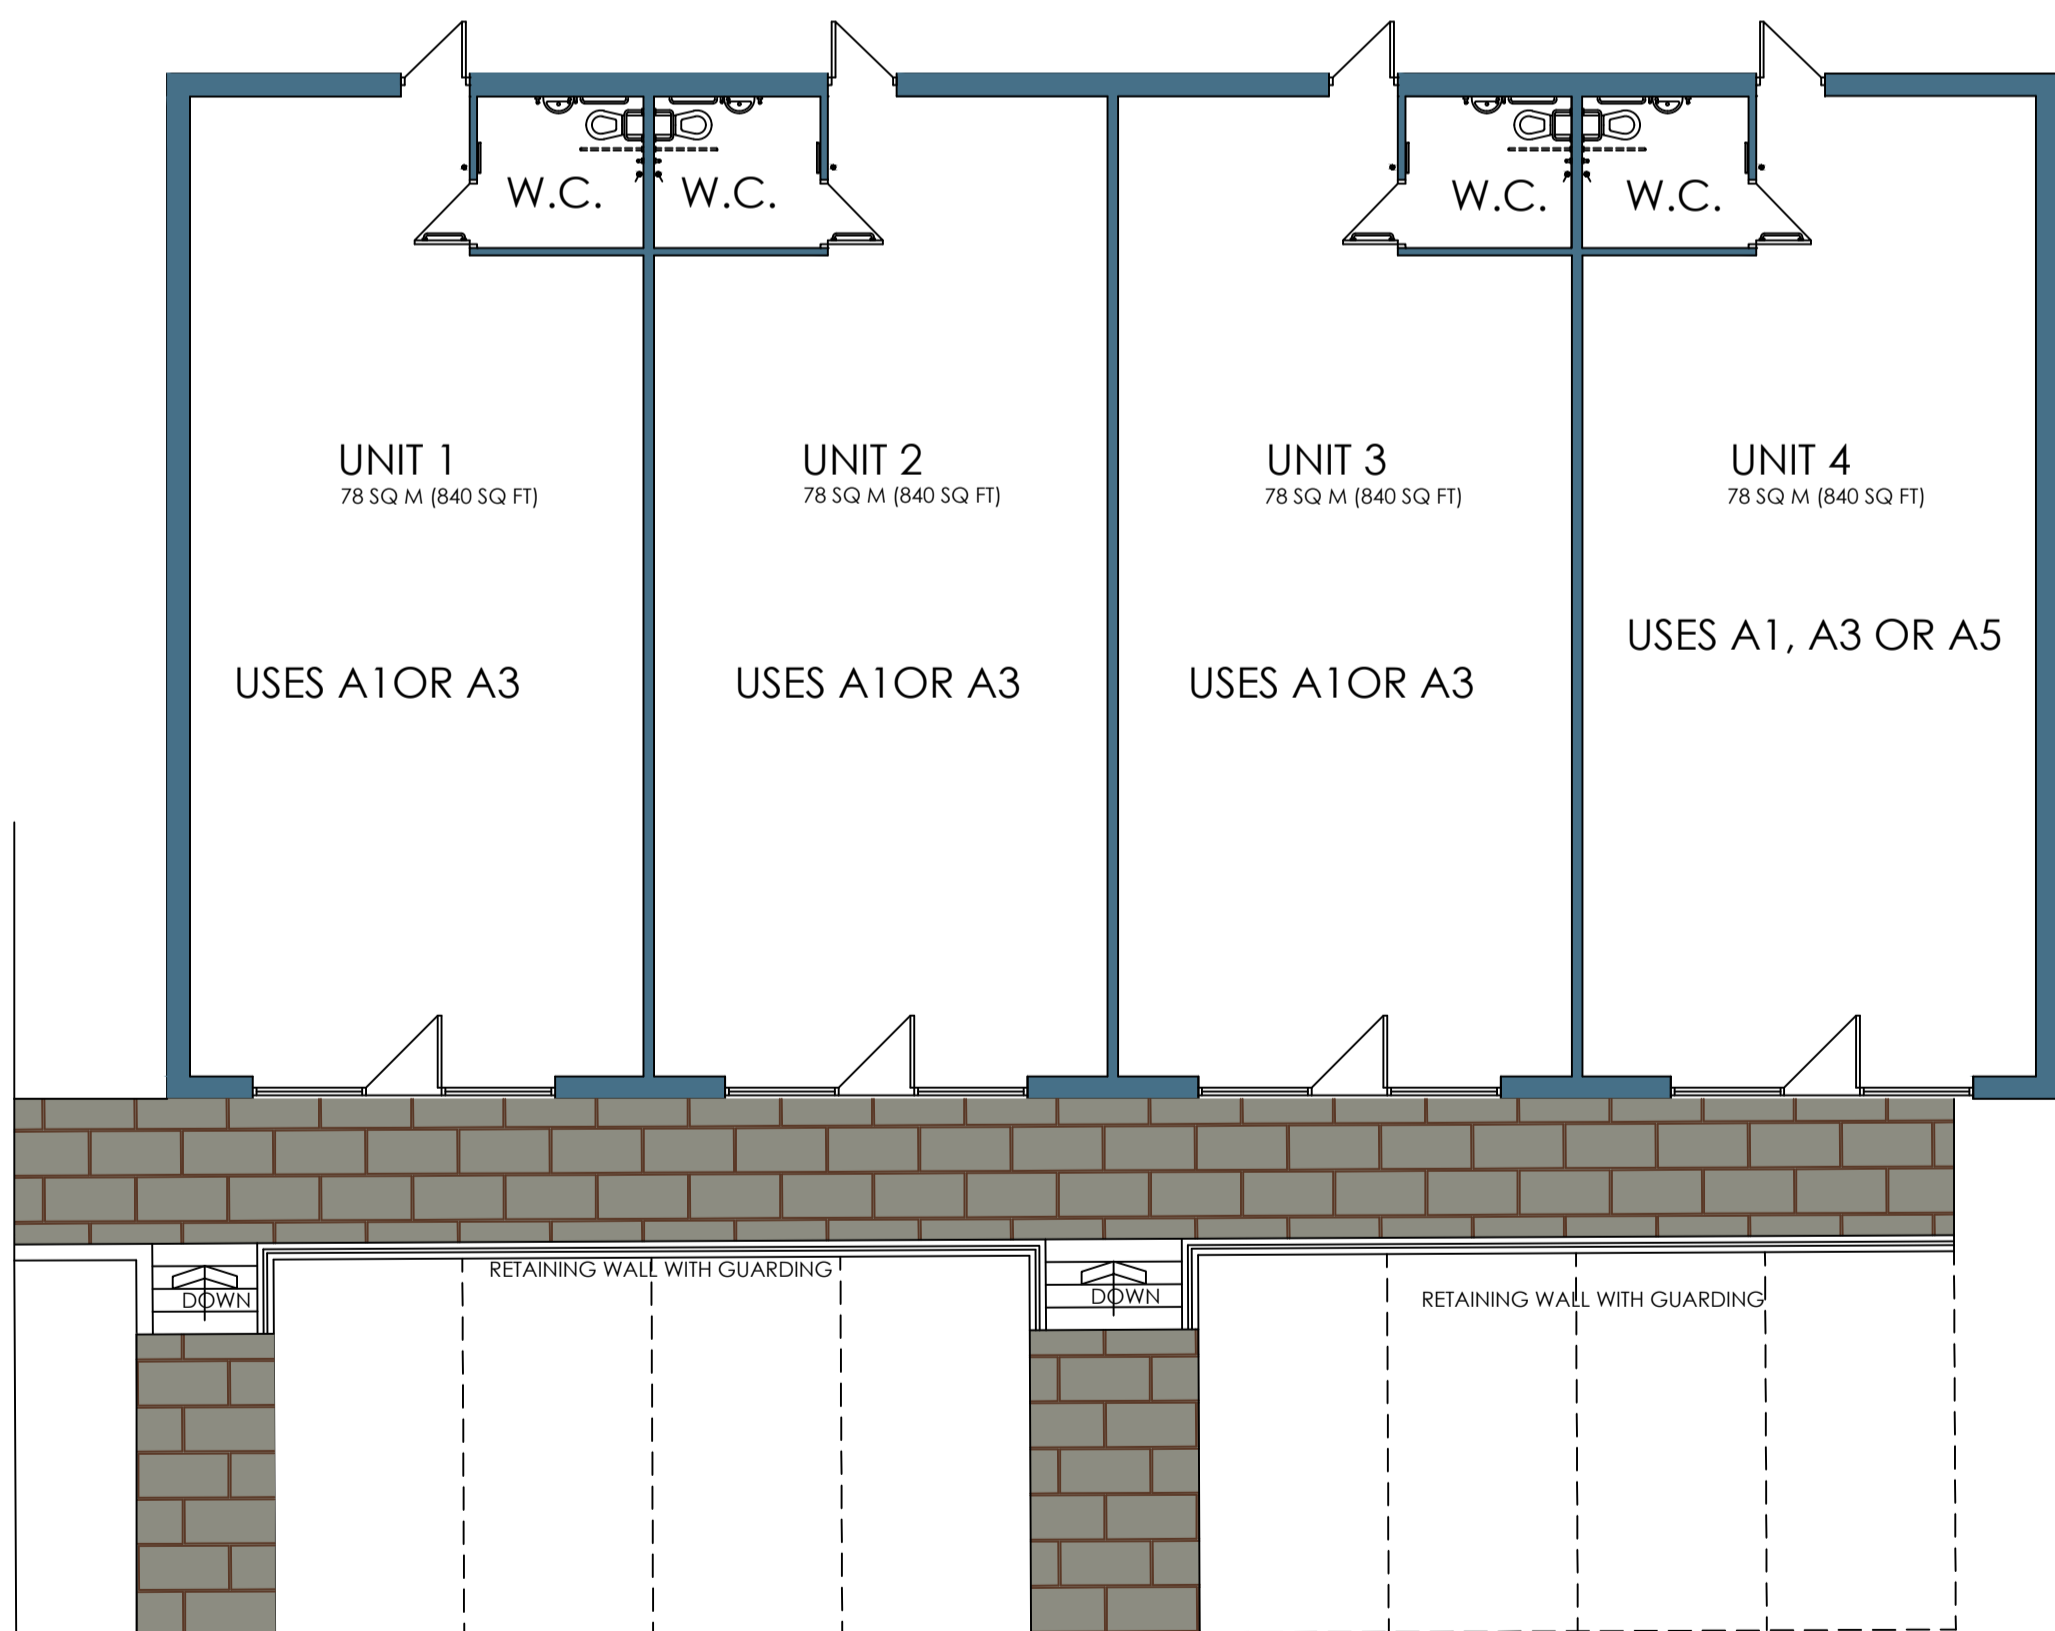 W.C.
W.C.
W.C.
W.C.
UNIT 1
78 SQ M (840 SQ FT)
UNIT 2
78 SQ M (840 SQ FT)
UNIT 3
78 SQ M (840 SQ FT)
UNIT 4
78 SQ M (840 SQ FT)
USES A1OR A3
USES A1OR A3
USES A1OR A3
USES A1, A3 OR A5
RETAINING WALL WITH GUARDING
DOWN
DOWN
RETAINING WALL WITH GUARDING